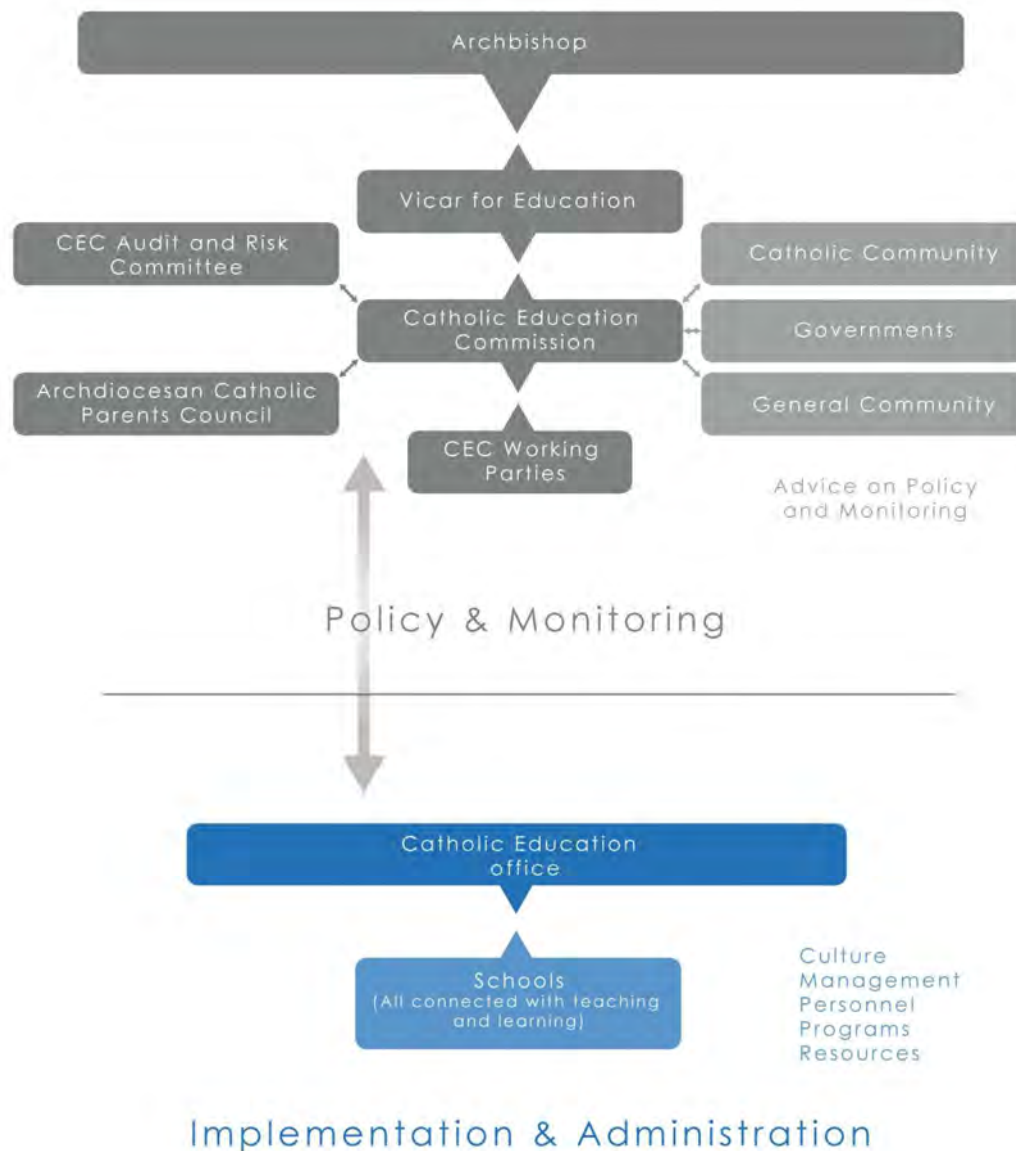 Archbishop
Vicar for Education
CEC Audit and Risk
Committee
Catholic Community
Catholic Education
Commission
Governments
Archdiocesan Catholic
Parents Council
General Community
CEC Working
Parties
Advice on Policy
and Monitoring
Policy & Monitoring
Catholic Education
office
Schools
(All connected with teaching
and learning)
Culture
Management
Personnel
Programs
Resources
Implementation & Administration